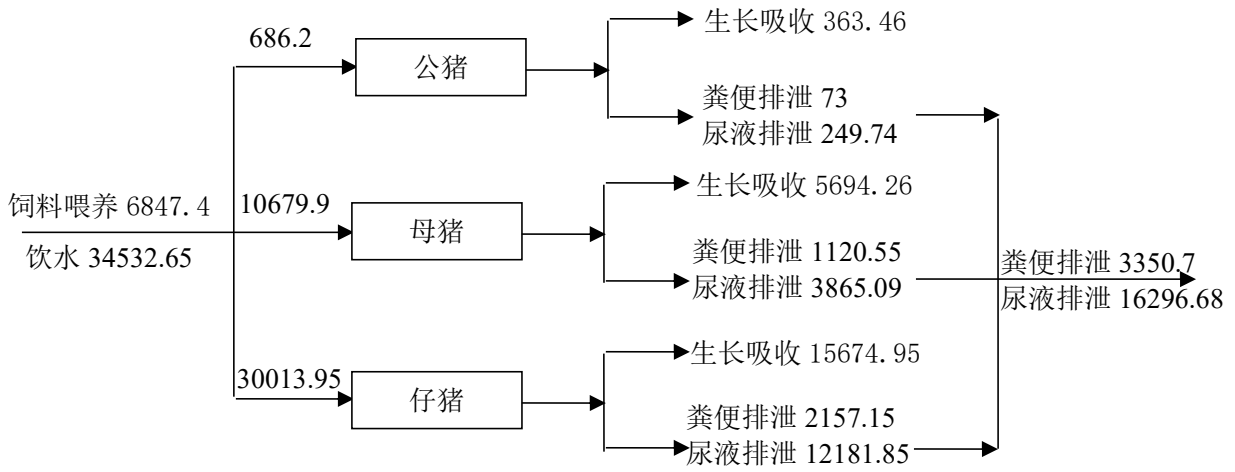 686.2
公猪
生长吸收 363.46
粪便排泄 73
尿液排泄 249.74
饲料喂养 6847.4
饮水 34532.65
10679.9
母猪
生长吸收 5694.26
粪便排泄 1120.55
尿液排泄 3865.09
粪便排泄 3350.7
尿液排泄 16296.68
30013.95
仔猪
生长吸收 15674.95
粪便排泄 2157.15
尿液排泄 12181.85